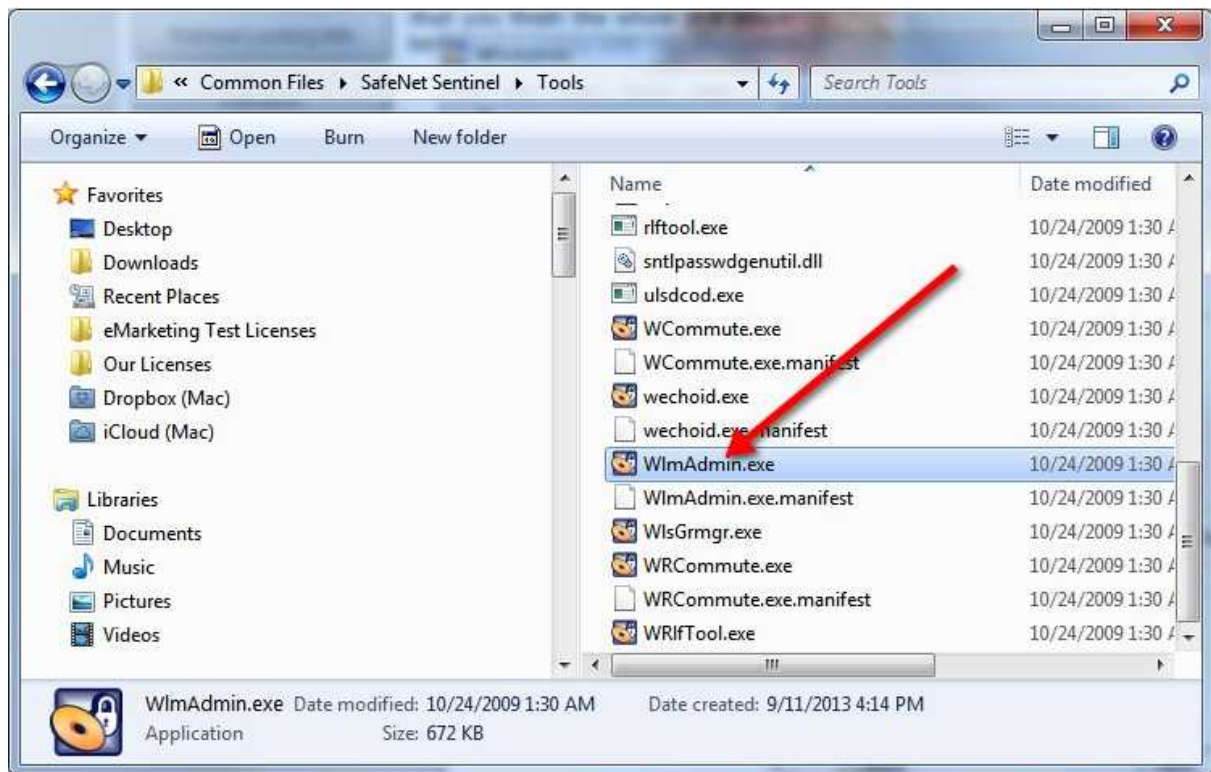 « Common Files ▸ SafeNet Sentinel ▸ Tools
Search Tools
Organize Open Burn New folder
Favorites
Desktop
Downloads
Recent Places
eMarketing Test Licenses
Our Licenses
Dropbox (Mac)
iCloud (Mac)
Libraries
Documents
Music
Pictures
Videos
Name Date modified
rlftool.exe 10/24/2009 1:30
sntlpasswdgenutil.dll 10/24/2009 1:30
ulsdcod.exe 10/24/2009 1:30
WCommute.exe 10/24/2009 1:30
WCommute.exe.manifest 10/24/2009 1:30
wechoid.exe 10/24/2009 1:30
wechoid.exe.manifest 10/24/2009 1:30
WlmAdmin.exe 10/24/2009 1:30
WlmAdmin.exe.manifest 10/24/2009 1:30
WlsGrmgr.exe 10/24/2009 1:30
WRCommute.exe 10/24/2009 1:30
WRCommute.exe.manifest 10/24/2009 1:30
WRlfTool.exe 10/24/2009 1:30
WlmAdmin.exe Date modified: 10/24/2009 1:30 AM Date created: 9/11/2013 4:14 PM
Application Size: 672 KB